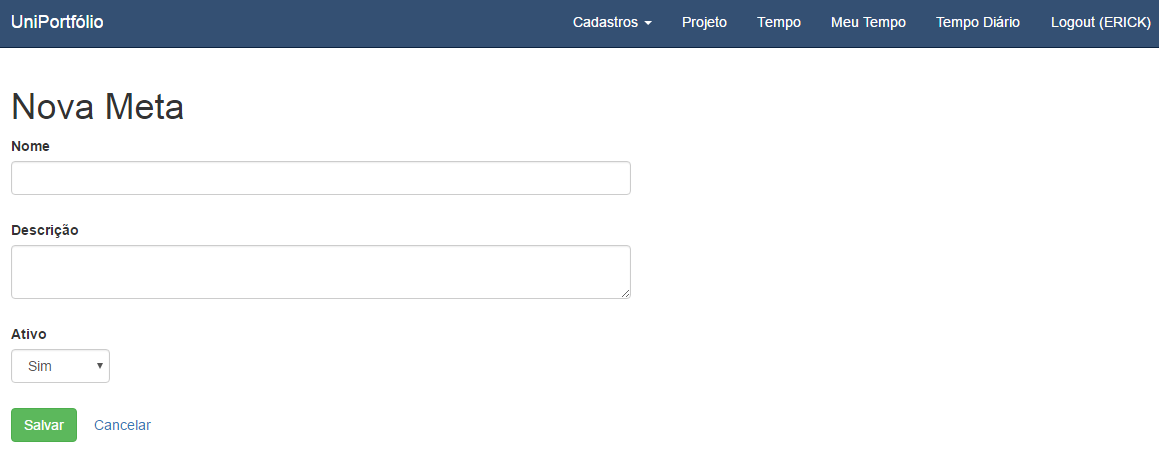 UniPortfólio Cadastros Projeto Tempo Meu Tempo Tempo Diário Logout (ERICK)
Nova Meta
Nome
Descrição
Ativo
Sim
Salvar Cancelar